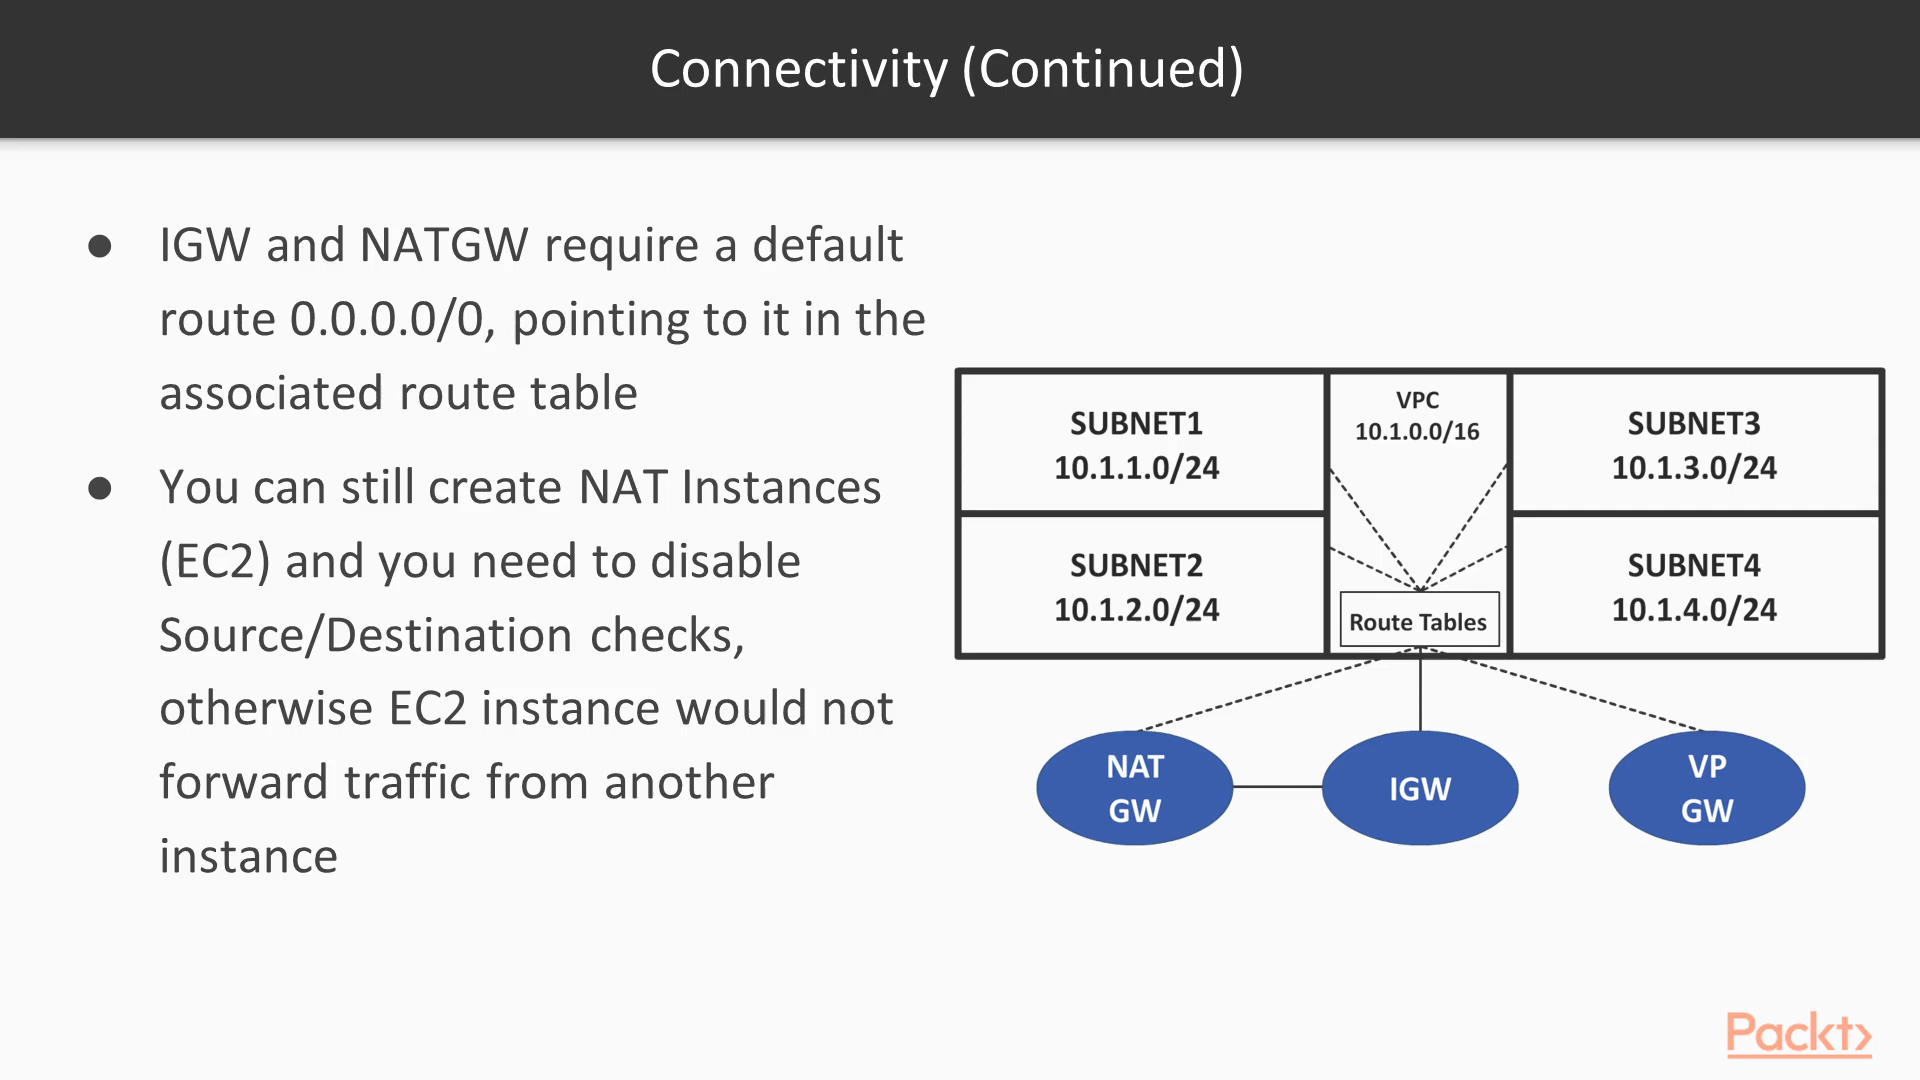 Connectivity (Continued)
● IGW and NATGW require a default
route 0.0.0.0/0, pointing to it in the
associated route table
● You can still create NAT Instances
(EC2) and you need to disable
Source/Destination checks,
otherwise EC2 instance would not
forward traffic from another
instance
SUBNET1
10.1.1.0/24
VPC
10.1.0.0/16
SUBNET3
10.1.3.0/24
SUBNET2
10.1.2.0/24
Route Tables
SUBNET4
10.1.4.0/24
NAT
GW
IGW
VP
GW
Packt>